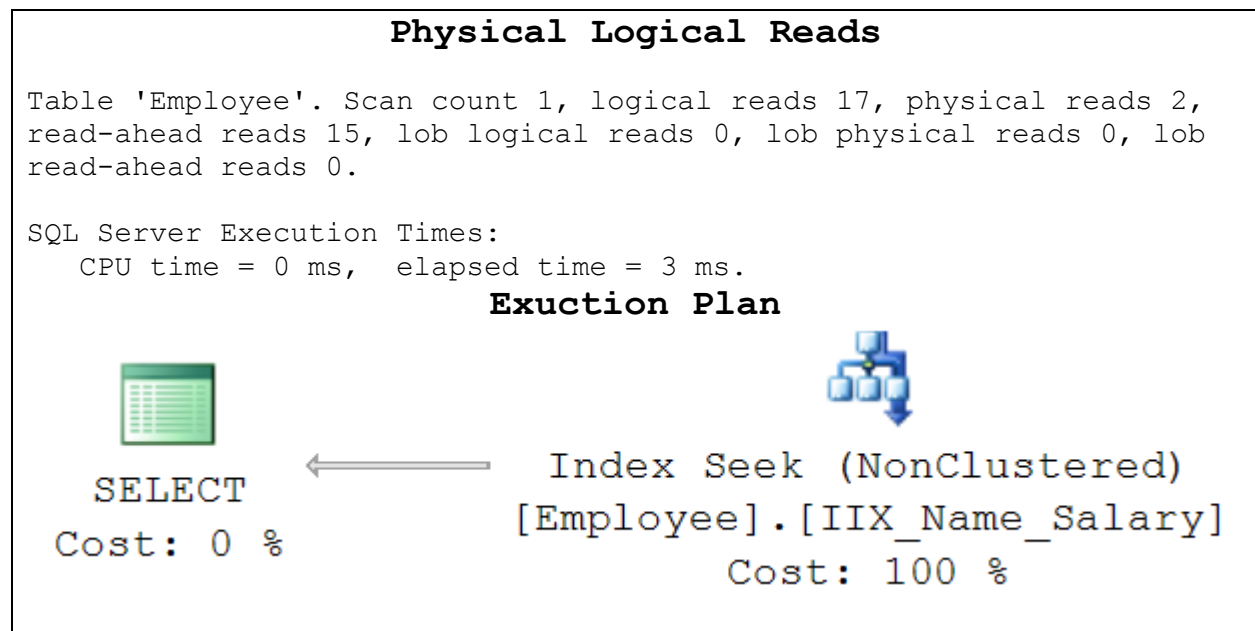 Physical Logical Reads
Table 'Employee'. Scan count 1, logical reads 17, physical reads 2,
read-ahead reads 15, lob logical reads 0, lob physical reads 0, lob
read-ahead reads 0.
SQL Server Execution Times:
CPU time = 0 ms,  elapsed time = 3 ms.
Exuction Plan
SELECT
Cost: 0 %
Index Seek (NonClustered)
[Employee].[IIX_Name_Salary]
Cost: 100 %